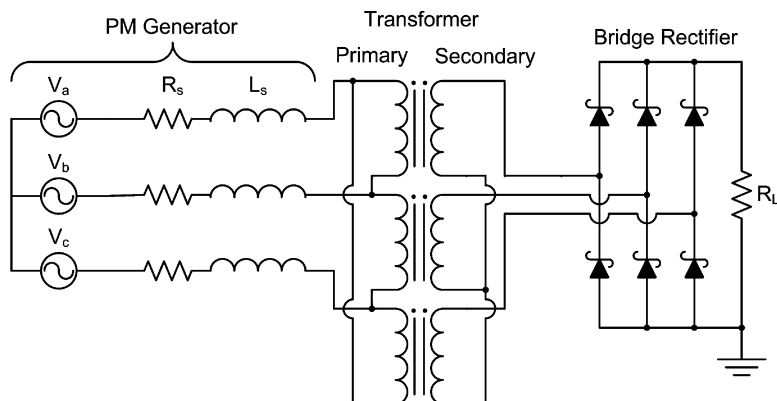 PM Generator
Transformer
Primary Secondary
Bridge Rectifier
Va Rs Ls
Vb
Vc
RL